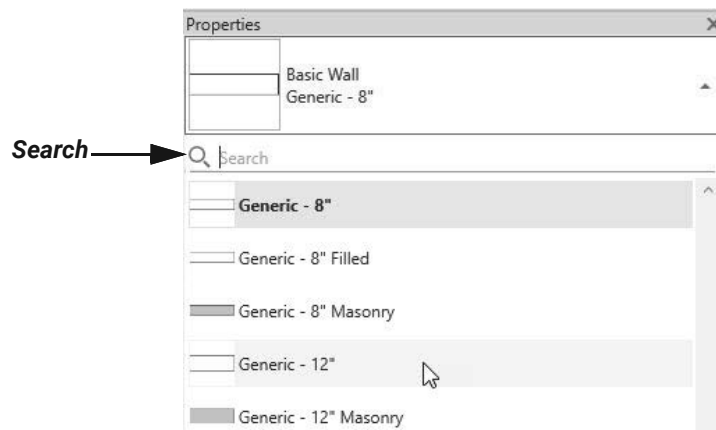 Properties
Basic Wall
Generic - 8"
Search
Search
Generic - 8"
Generic - 8" Filled
Generic - 8" Masonry
Generic - 12"
Generic - 12" Masonry